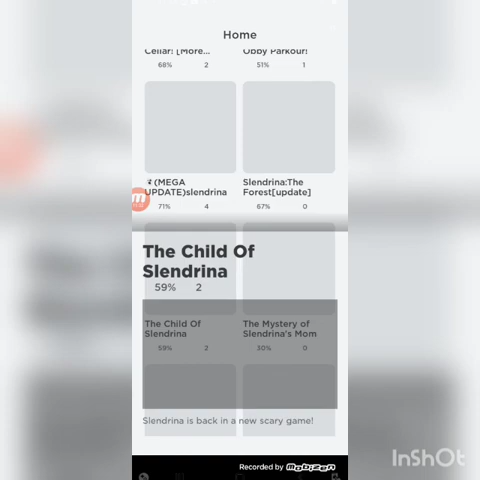 Home
Cellar! [More... Obby Parkour!
68% 2 51% 1
(MEGA Slendrina:The
UPDATE)slendrina Forest[update]
71% 4 67% 0
The Child Of
Slendrina
59% 2
The Child Of The Mystery of
Slendrina Slendrina's Mom
59% 2 30% 0
Slendrina is back in a new scary game!
InShOt
Recorded by Mobizen